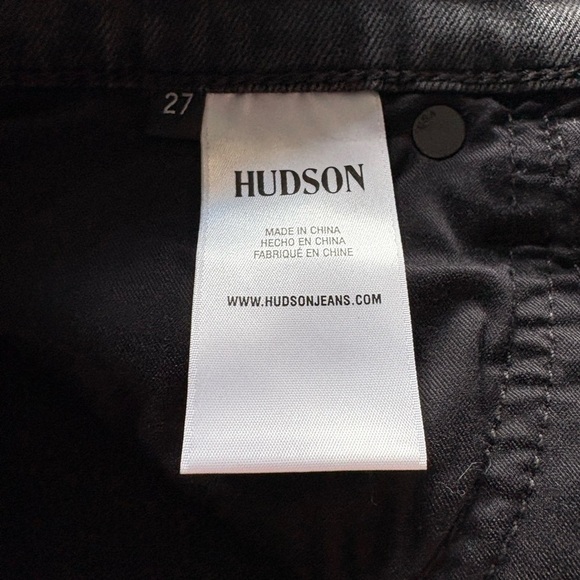 27
HUDSON
MADE IN CHINA
HECHO EN CHINA
FABRIQUÉ EN CHINE
WWW.HUDSONJEANS.COM